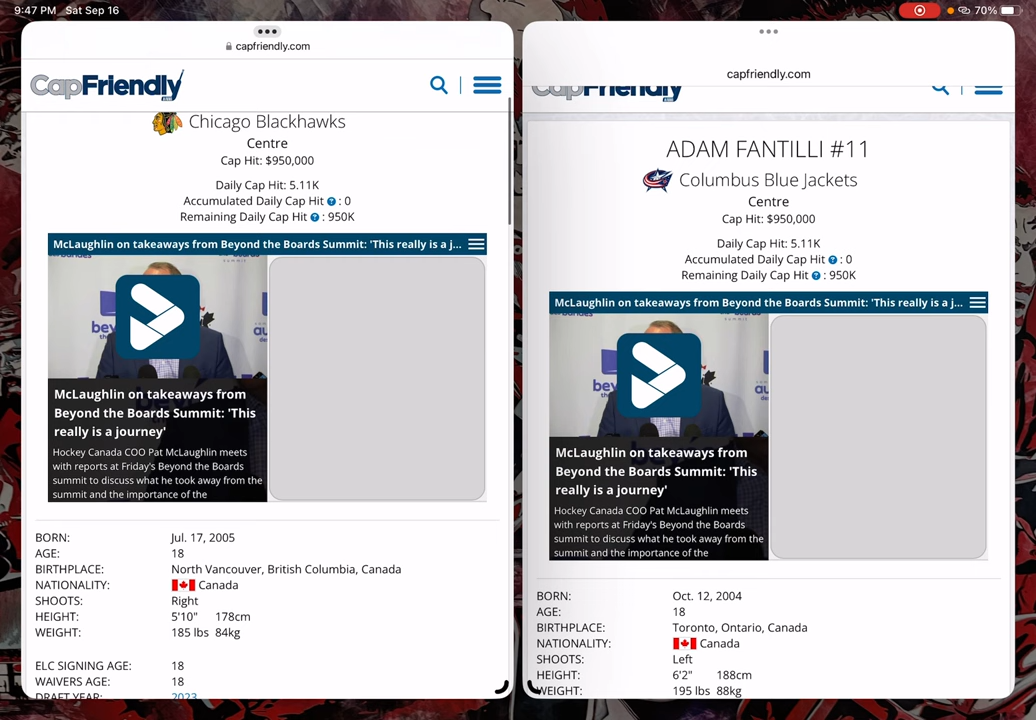 9:47 PM Sat Sep 16
70%
capfriendly.com
CapFriendly
.com
Chicago Blackhawks
Centre
Cap Hit: $950,000
Daily Cap Hit: 5.11K
Accumulated Daily Cap Hit ? : 0
Remaining Daily Cap Hit ? : 950K
McLaughlin on takeaways from Beyond the Boards Summit: 'This really is a j...
McLaughlin on takeaways from
Beyond the Boards Summit: 'This
really is a journey'
Hockey Canada COO Pat McLaughlin meets
with reports at Friday's Beyond the Boards
summit to discuss what he took away from the
summit and the importance of the
BORN: Jul. 17, 2005
AGE: 18
BIRTHPLACE: North Vancouver, British Columbia, Canada
NATIONALITY: Canada
SHOOTS: Right
HEIGHT: 5'10" 178cm
WEIGHT: 185 lbs 84kg
ELC SIGNING AGE: 18
WAIVERS AGE: 18
DRAFT YEAR: 2023
capfriendly.com
CapFriendly
ADAM FANTILLI #11
Columbus Blue Jackets
Centre
Cap Hit: $950,000
Daily Cap Hit: 5.11K
Accumulated Daily Cap Hit ? : 0
Remaining Daily Cap Hit ? : 950K
McLaughlin on takeaways from Beyond the Boards Summit: 'This really is a j...
McLaughlin on takeaways from
Beyond the Boards Summit: 'This
really is a journey'
Hockey Canada COO Pat McLaughlin meets
with reports at Friday's Beyond the Boards
summit to discuss what he took away from the
summit and the importance of the
BORN: Oct. 12, 2004
AGE: 18
BIRTHPLACE: Toronto, Ontario, Canada
NATIONALITY: Canada
SHOOTS: Left
HEIGHT: 6'2" 188cm
WEIGHT: 195 lbs 88kg